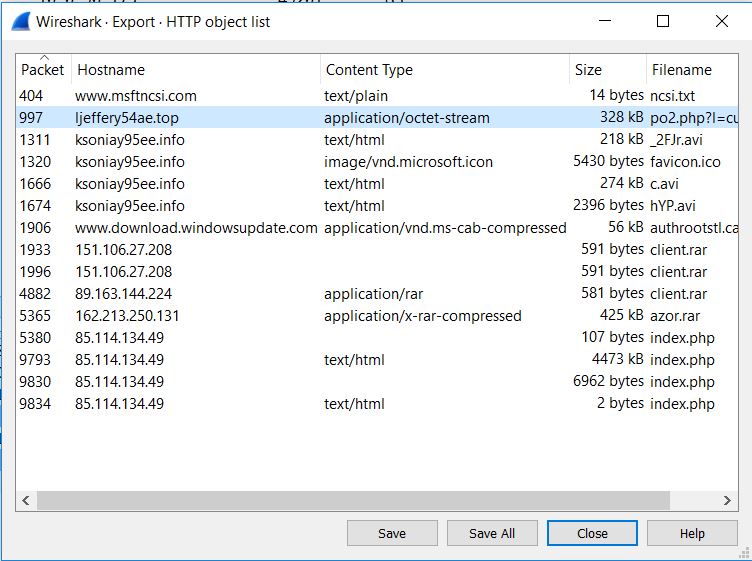 Wireshark · Export · HTTP object list
Packet Hostname Content Type Size Filename
404 www.msftncsi.com text/plain 14 bytes ncsi.txt
997 ljeffery54ae.top application/octet-stream 328 kB po2.php?l=cu
1311 ksoniay95ee.info text/html 218 kB _2FJr.avi
1320 ksoniay95ee.info image/vnd.microsoft.icon 5430 bytes favicon.ico
1666 ksoniay95ee.info text/html 274 kB c.avi
1674 ksoniay95ee.info text/html 2396 bytes hYP.avi
1906 www.download.windowsupdate.com application/vnd.ms-cab-compressed 56 kB authrootstl.ca
1933 151.106.27.208 591 bytes client.rar
1996 151.106.27.208 591 bytes client.rar
4882 89.163.144.224 application/rar 581 bytes client.rar
5365 162.213.250.131 application/x-rar-compressed 425 kB azor.rar
5380 85.114.134.49 107 bytes index.php
9793 85.114.134.49 text/html 4473 kB index.php
9830 85.114.134.49 6962 bytes index.php
9834 85.114.134.49 text/html 2 bytes index.php
Save Save All Close Help